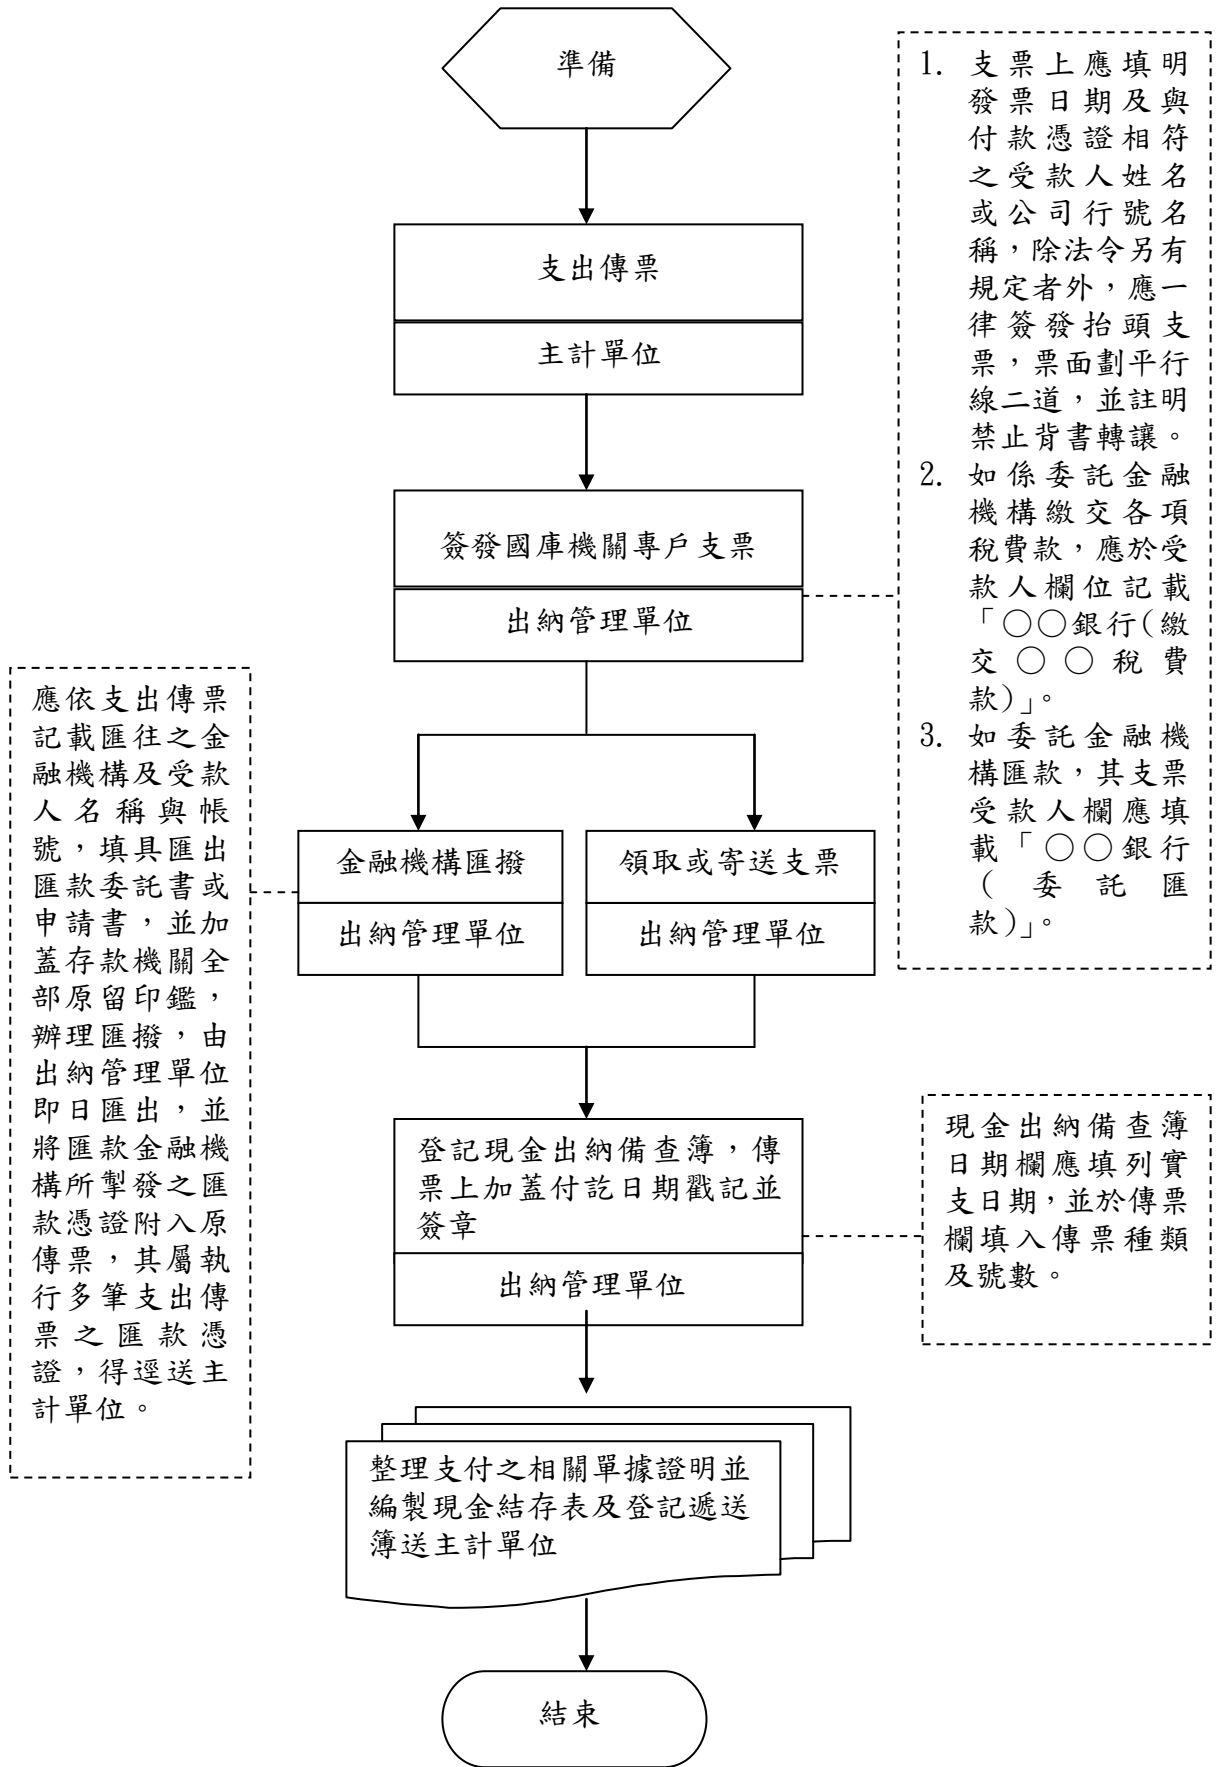 準備
1. 支票上應填明
發票日期及與
付款憑證相符
之受款人姓名
或公司行號名
稱，除法令另有
規定者外，應一
律簽發抬頭支
票，票面劃平行
線二道，並註明
禁止背書轉讓。
2. 如係委託金融
機構繳交各項
稅費款，應於受
款人欄位記載
「○○銀行(繳
交○○稅費
款)」。
3. 如委託金融機
構匯款，其支票
受款人欄應填
載「○○銀行
(委託匯
款)」。
支出傳票
主計單位
簽發國庫機關專戶支票
出納管理單位
應依支出傳票
記載匯往之金
融機構及受款
人名稱與帳
號，填具匯出
匯款委託書或
申請書，並加
蓋存款機關全
部原留印鑑，
辦理匯撥，由
出納管理單位
即日匯出，並
將匯款金融機
構所掣發之匯
款憑證附入原
傳票，其屬執
行多筆支出傳
票之匯款憑
證，得逕送主
計單位。
金融機構匯撥
出納管理單位
領取或寄送支票
出納管理單位
登記現金出納備查簿，傳
票上加蓋付訖日期戳記並
簽章
出納管理單位
現金出納備查簿
日期欄應填列實
支日期，並於傳票
欄填入傳票種類
及號數。
整理支付之相關單據證明並
編製現金結存表及登記遞送
簿送主計單位
結束